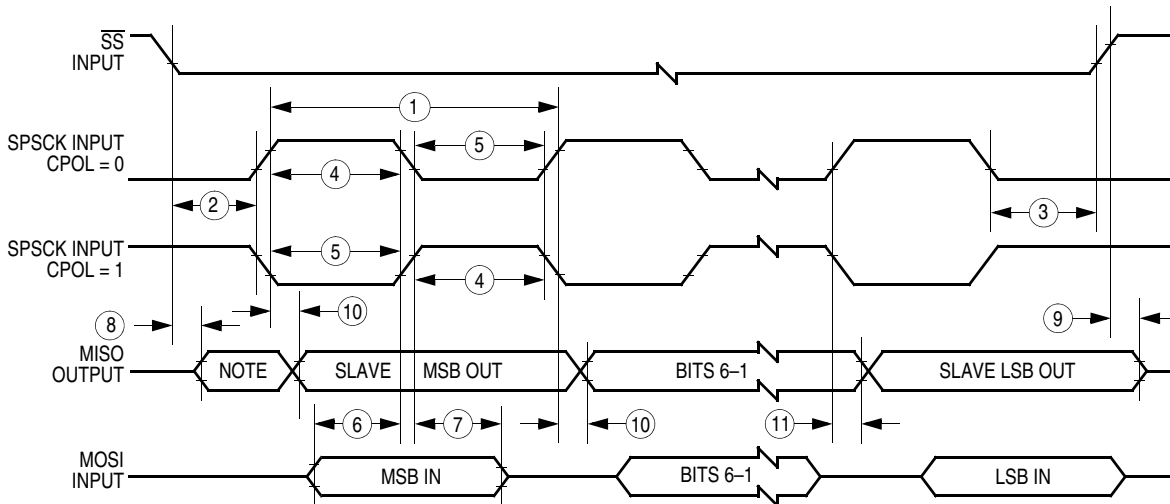 SS
INPUT
1
SPSCK INPUT
CPOL = 0
5
4
2
3
SPSCK INPUT
CPOL = 1
5
4
8
10
9
MISO
OUTPUT
NOTE
SLAVE MSB OUT
BITS 6–1
SLAVE LSB OUT
6
7
10
11
MOSI
INPUT
MSB IN
BITS 6–1
LSB IN